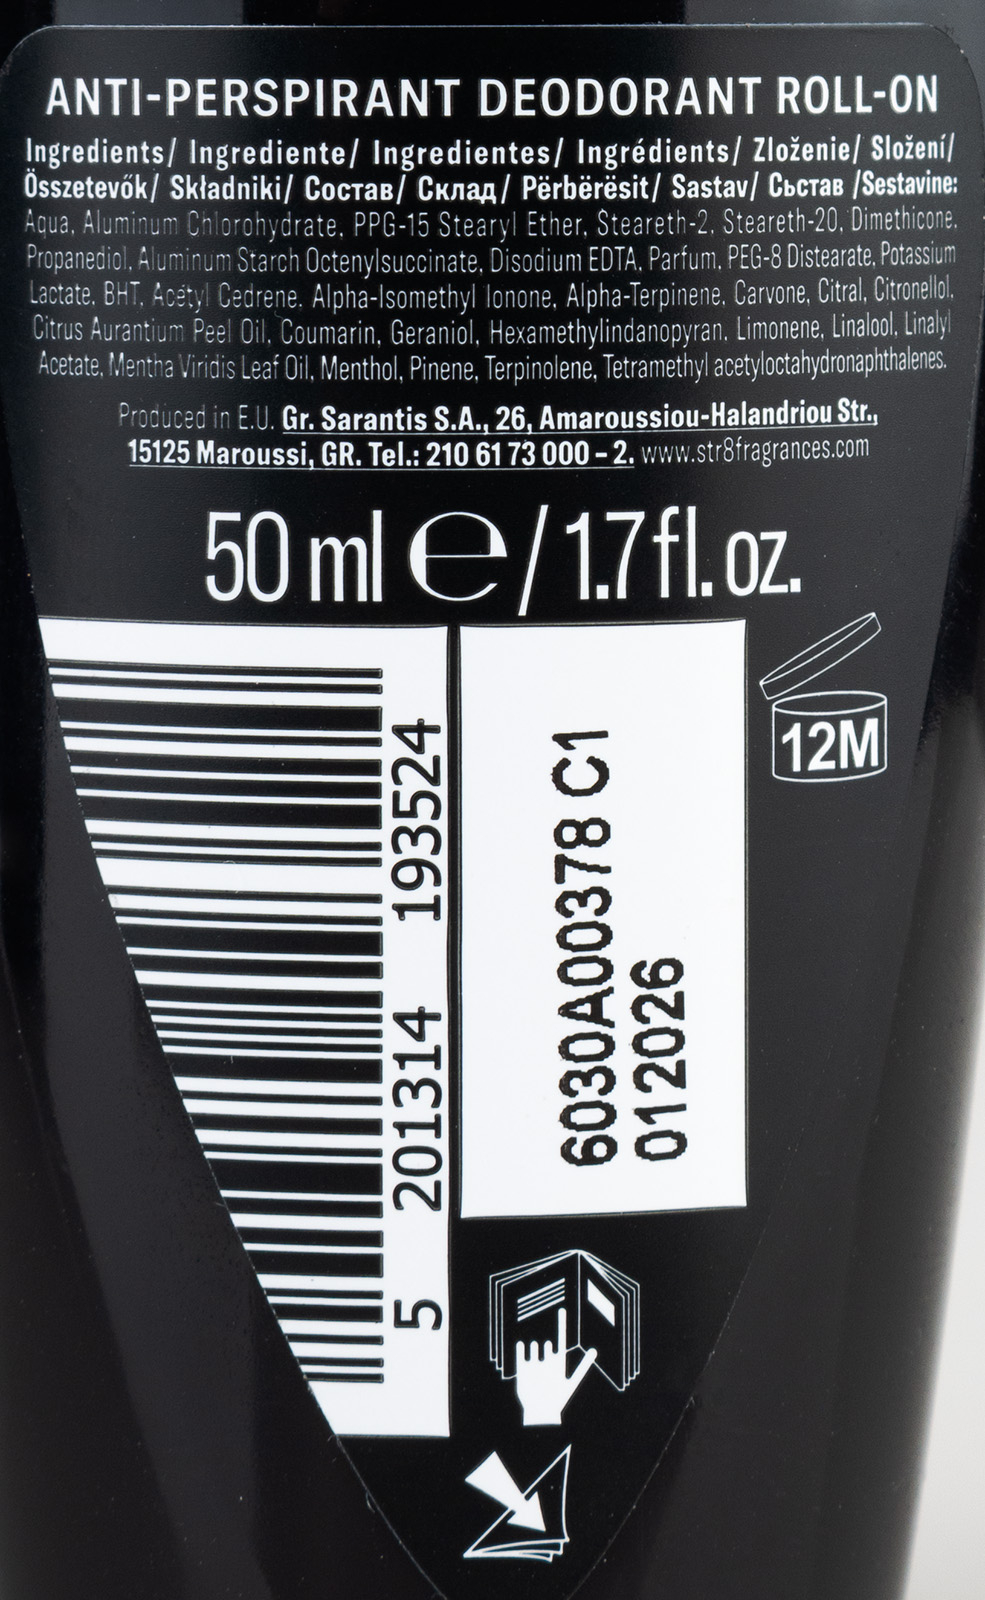 ANTI-PERSPIRANT DEODORANT ROLL-ON
Ingredients/ Ingrediente/ Ingredientes/ Ingrédients/ Zloženie/ Složení/
Összetevők/ Składniki/ Состав/ Склад/ Përbërësit/ Sastav/ Състав /Sestavine:
Aqua, Aluminum Chlorohydrate, PPG-15 Stearyl Ether, Steareth-2, Steareth-20, Dimethicone,
Propanediol, Aluminum Starch Octenylsuccinate, Disodium EDTA, Parfum, PEG-8 Distearate, Potassium
Lactate, BHT, Acetyl Cedrene, Alpha-Isomethyl Ionone, Alpha-Terpinene, Carvone, Citral, Citronellol,
Citrus Aurantium Peel Oil, Coumarin, Geraniol, Hexamethylindanopyran, Limonene, Linalool, Linalyl
Acetate, Mentha Viridis Leaf Oil, Menthol, Pinene, Terpinolene, Tetramethyl acetyloctahydronaphthalenes.
Produced in E.U. Gr. Sarantis S.A., 26, Amaroussiou-Halandriou Str.,
15125 Maroussi, GR. Tel.: 210 61 73 000 – 2. www.str8fragrances.com
50 ml e / 1.7 fl. oz.
12M
5 201314 193524
6030A00378 C1
012026